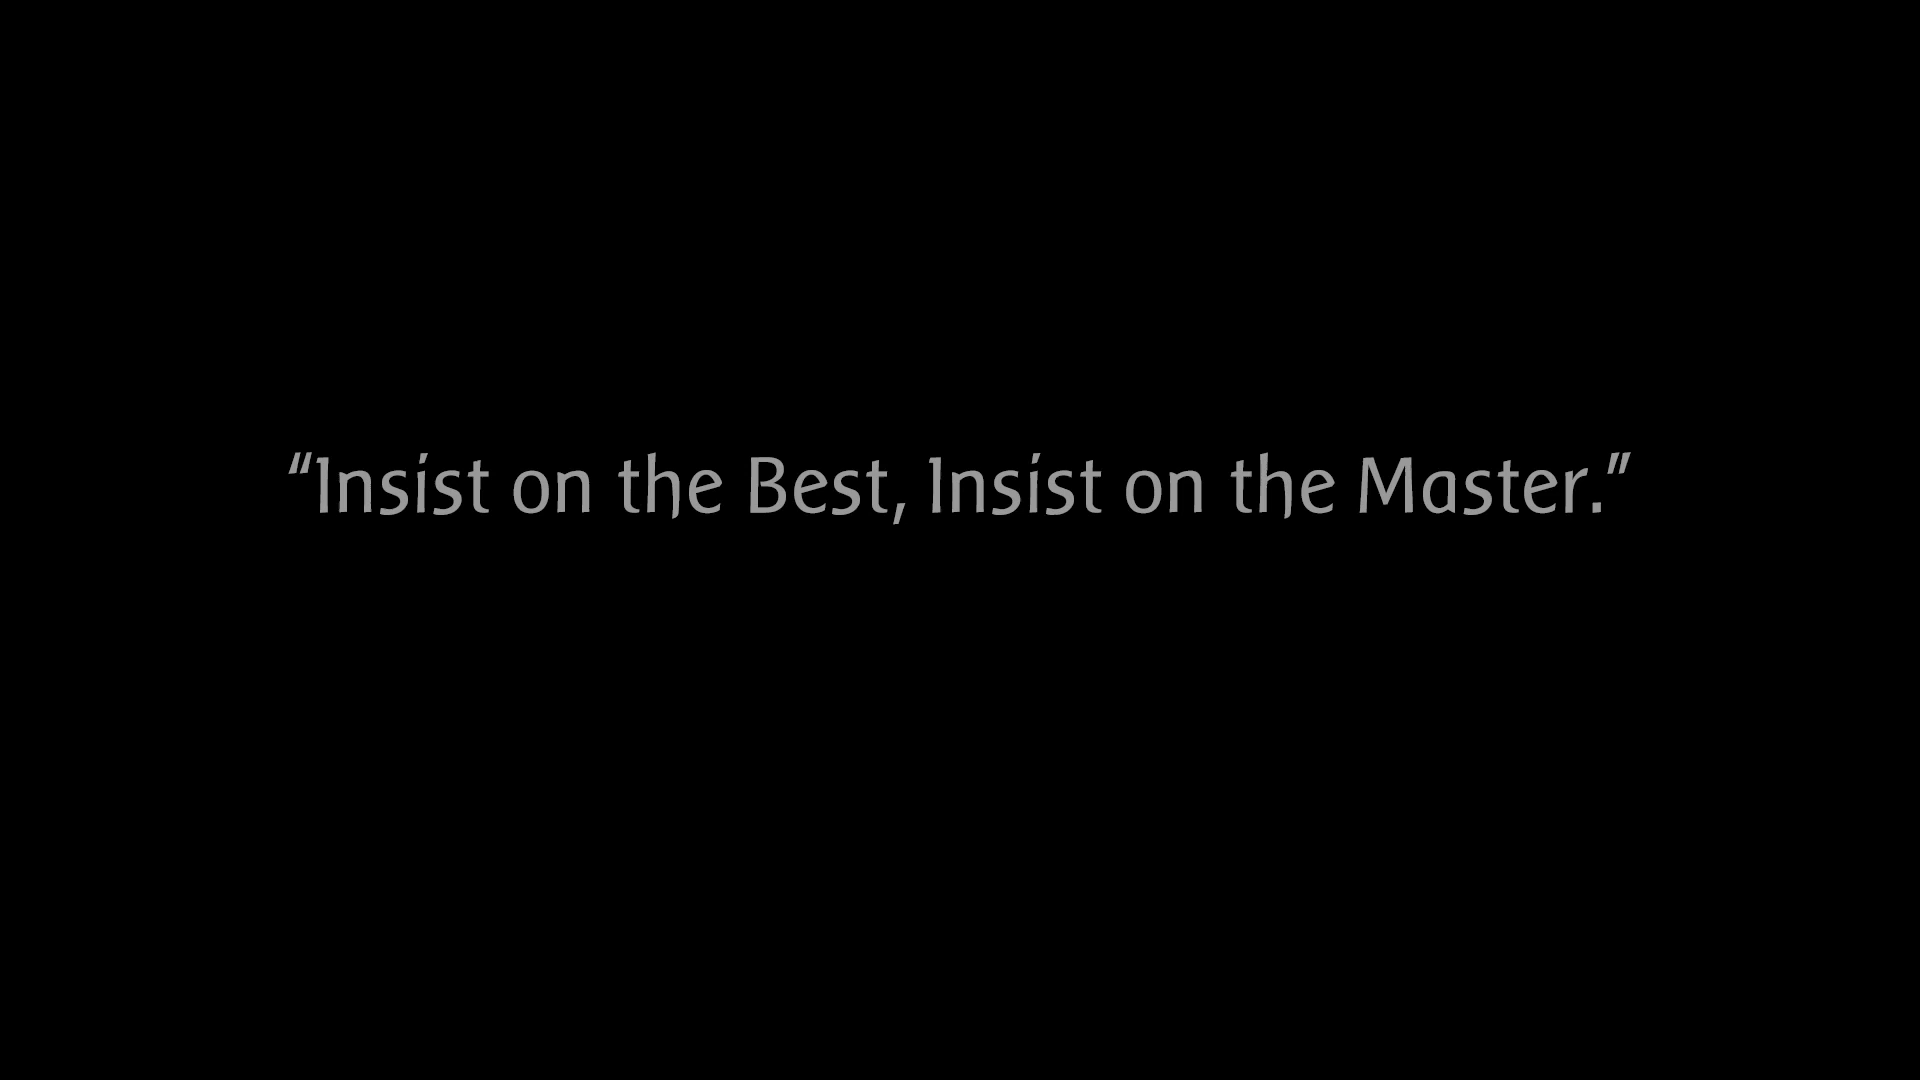 “Insist on the Best, Insist on the Master.”